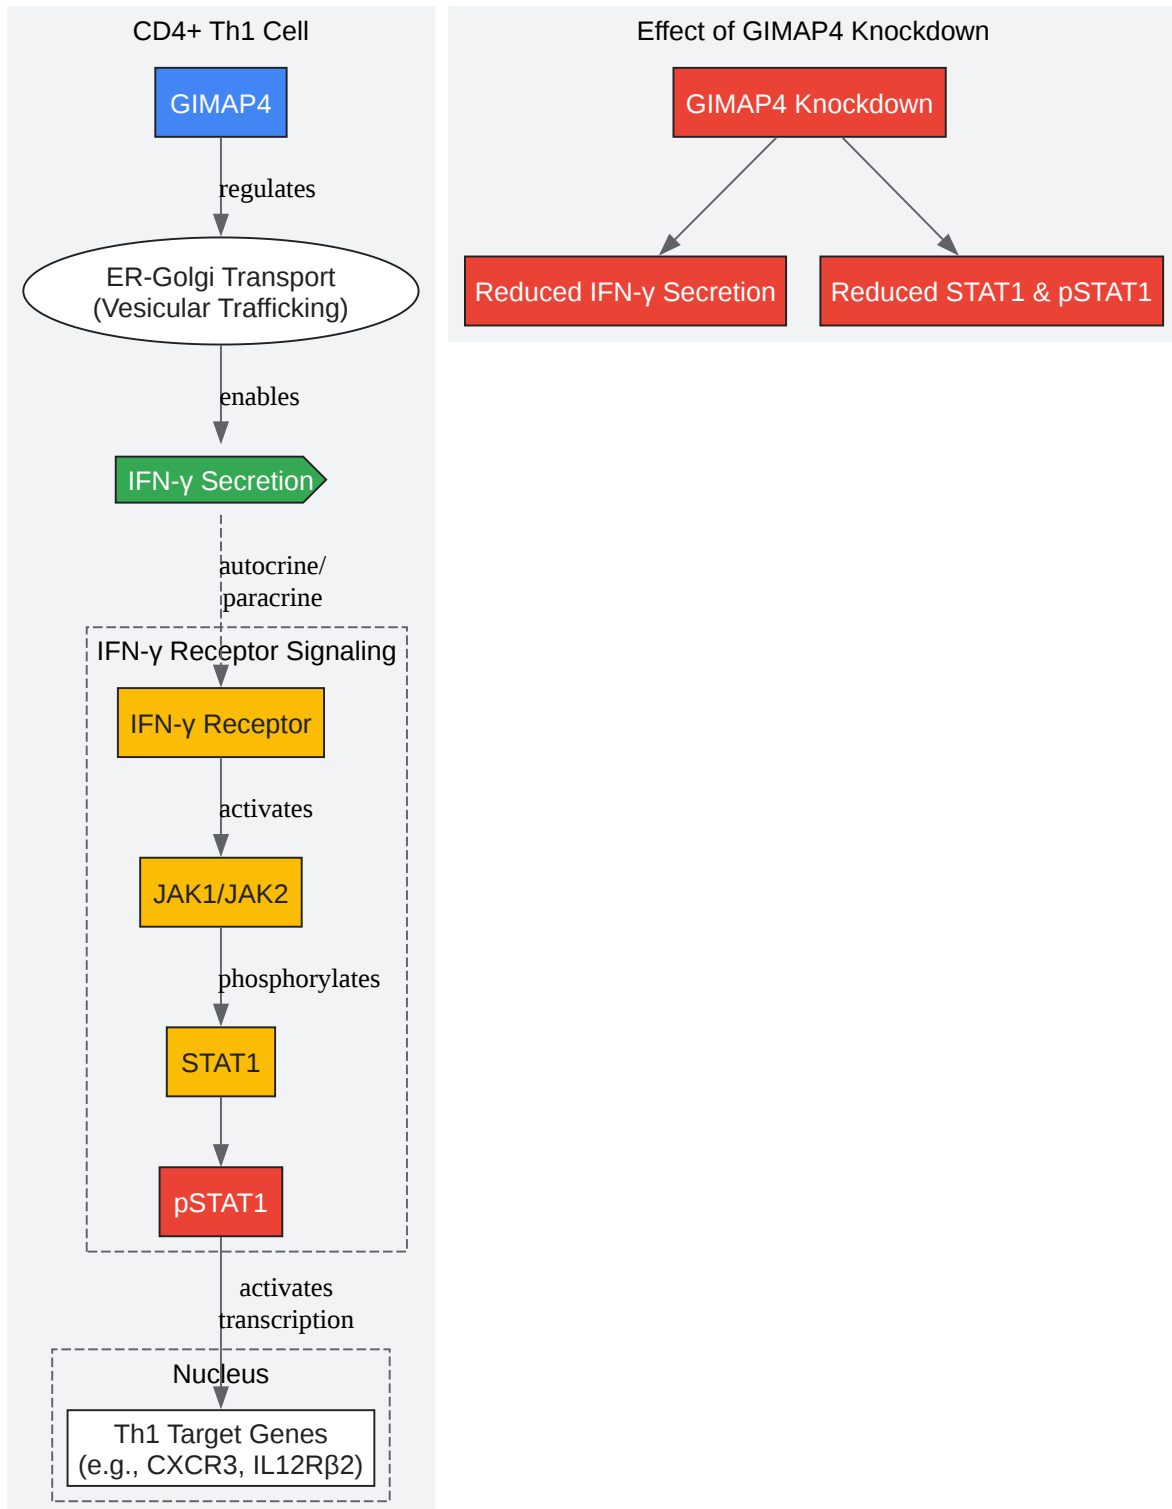 CD4+ Th1 Cell
GIMAP4
regulates
ER-Golgi Transport
(Vesicular Trafficking)
enables
IFN-γ Secretion
autocrine/
paracrine
IFN-γ Receptor Signaling
IFN-γ Receptor
activates
JAK1/JAK2
phosphorylates
STAT1
pSTAT1
activates
transcription
Nucleus
Th1 Target Genes
(e.g., CXCR3, IL12Rβ2)
Effect of GIMAP4 Knockdown
GIMAP4 Knockdown
Reduced IFN-γ Secretion
Reduced STAT1 & pSTAT1